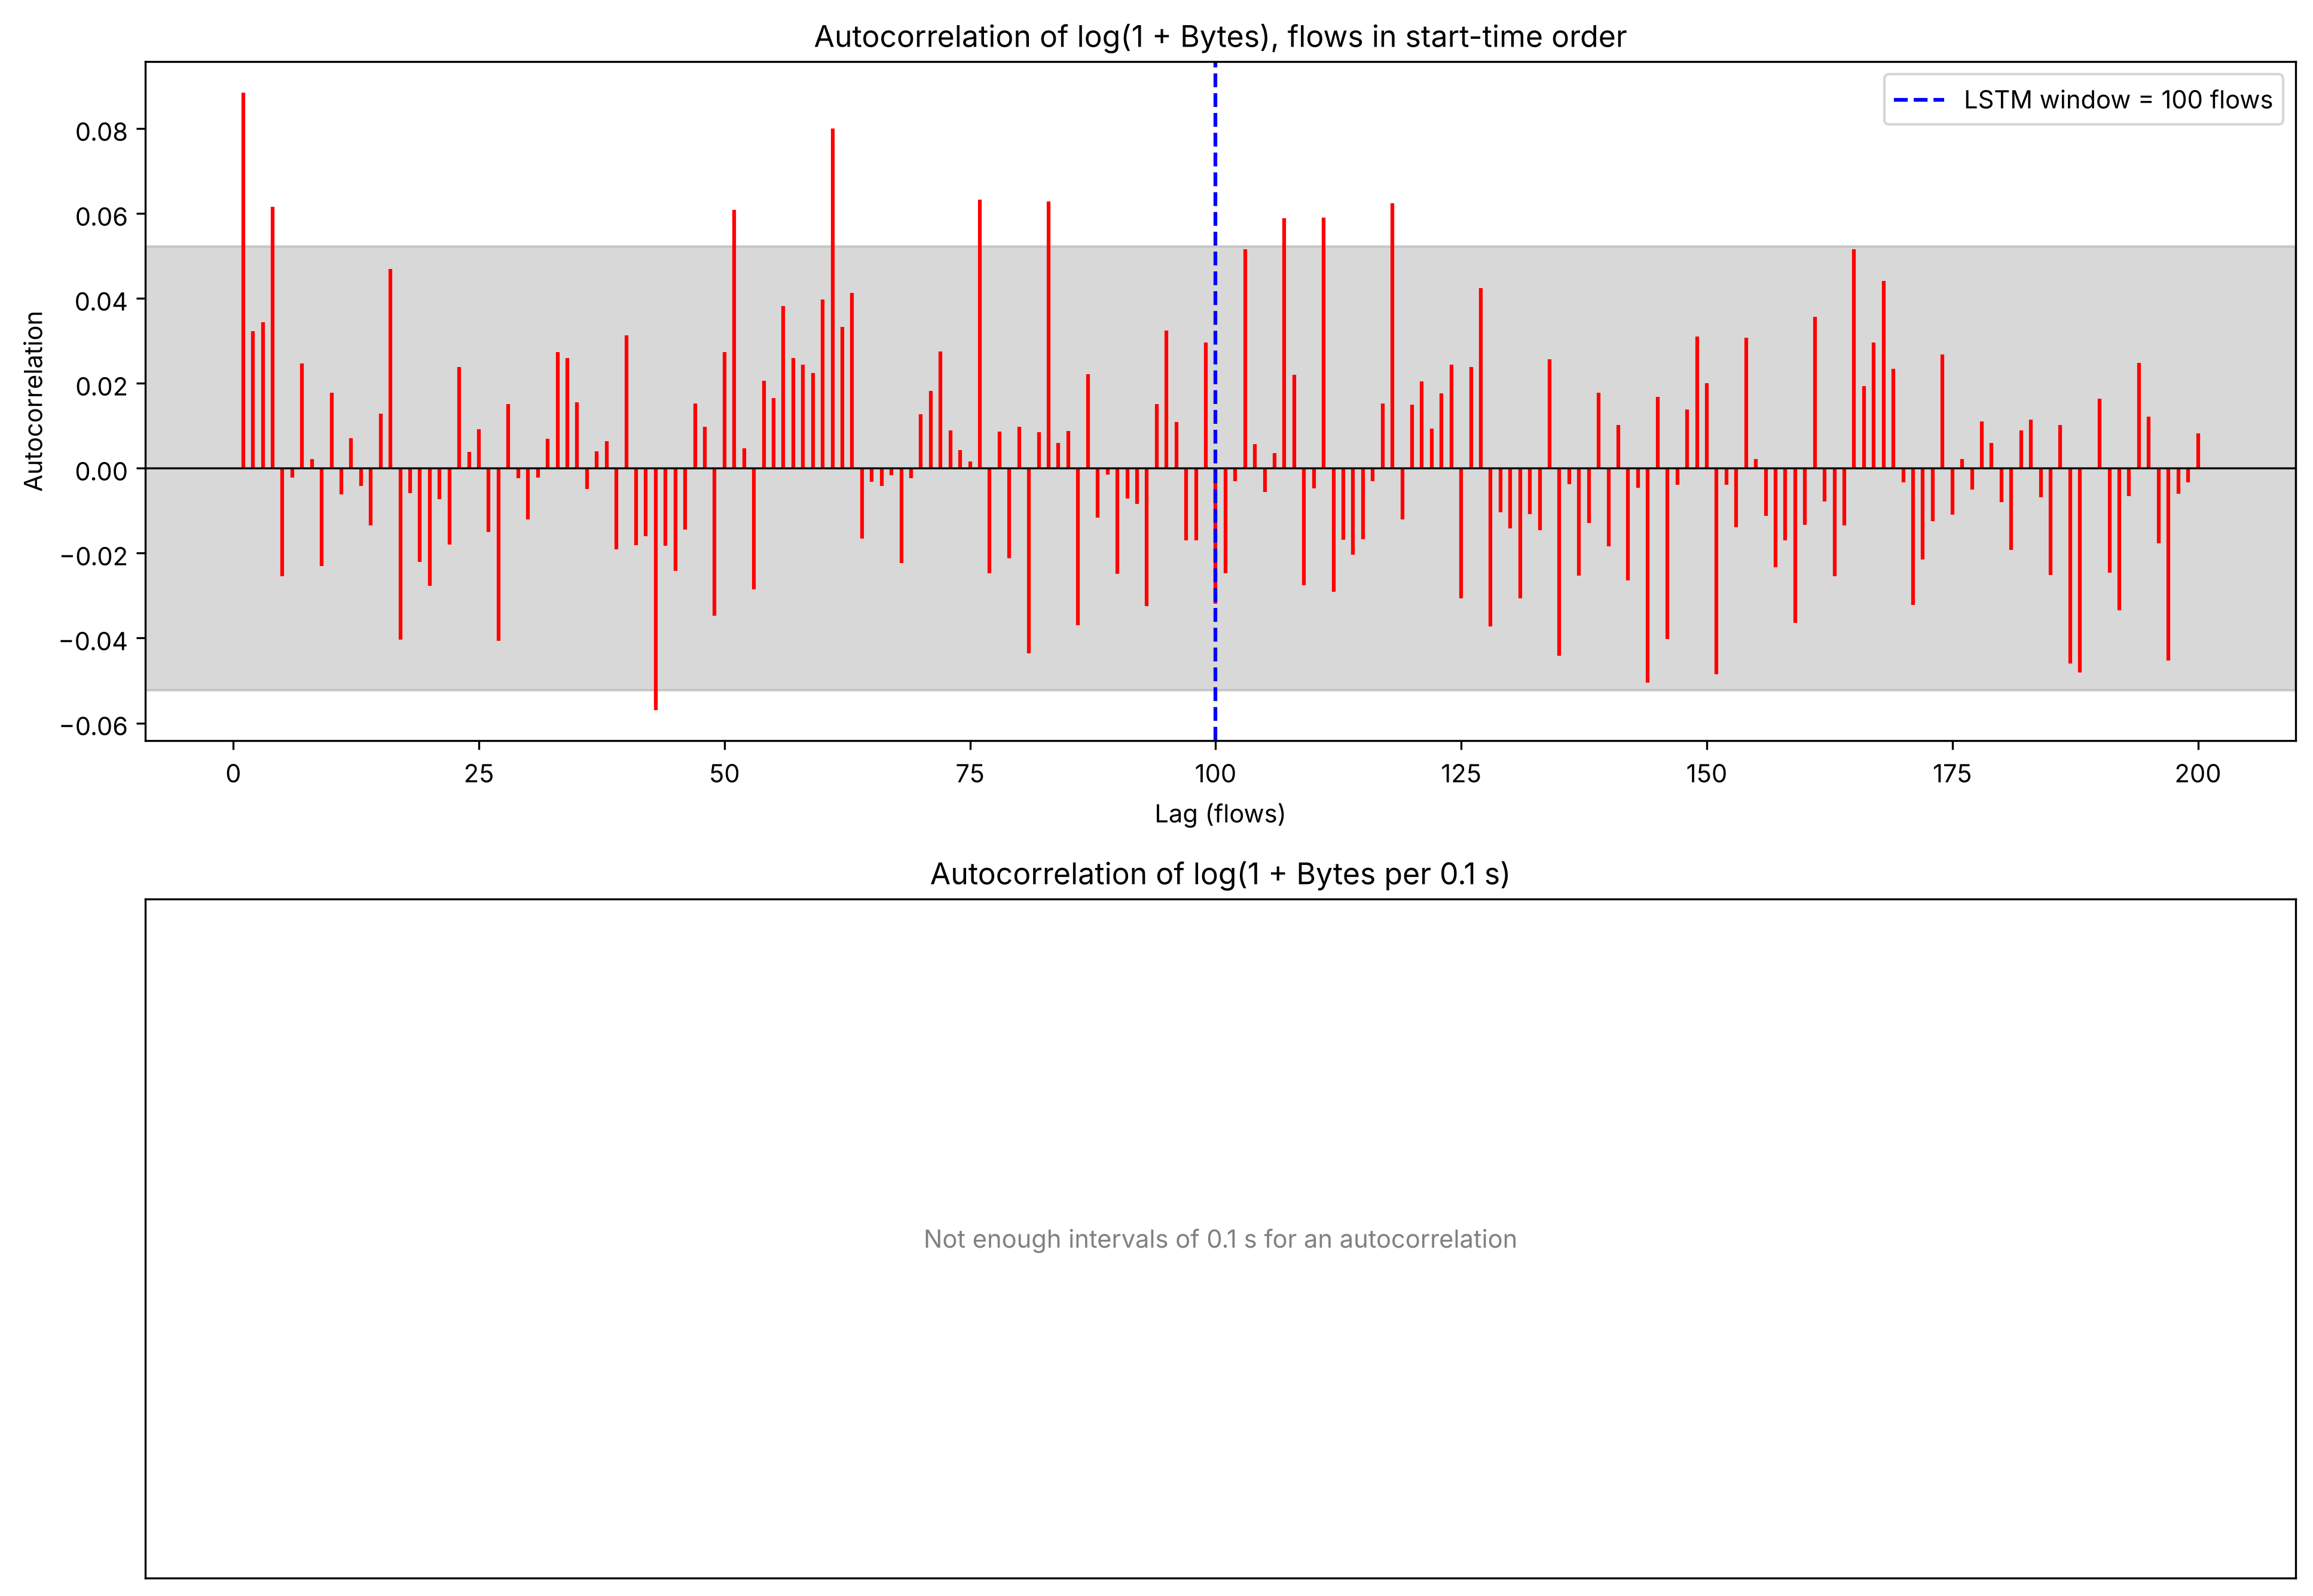 Autocorrelation of log(1 + Bytes), flows in start-time order
LSTM window = 100 flows
Autocorrelation
0.08
0.06
0.04
0.02
0.00
−0.02
−0.04
−0.06
0 25 50 75 100 125 150 175 200
Lag (flows)
Autocorrelation of log(1 + Bytes per 0.1 s)
Not enough intervals of 0.1 s for an autocorrelation